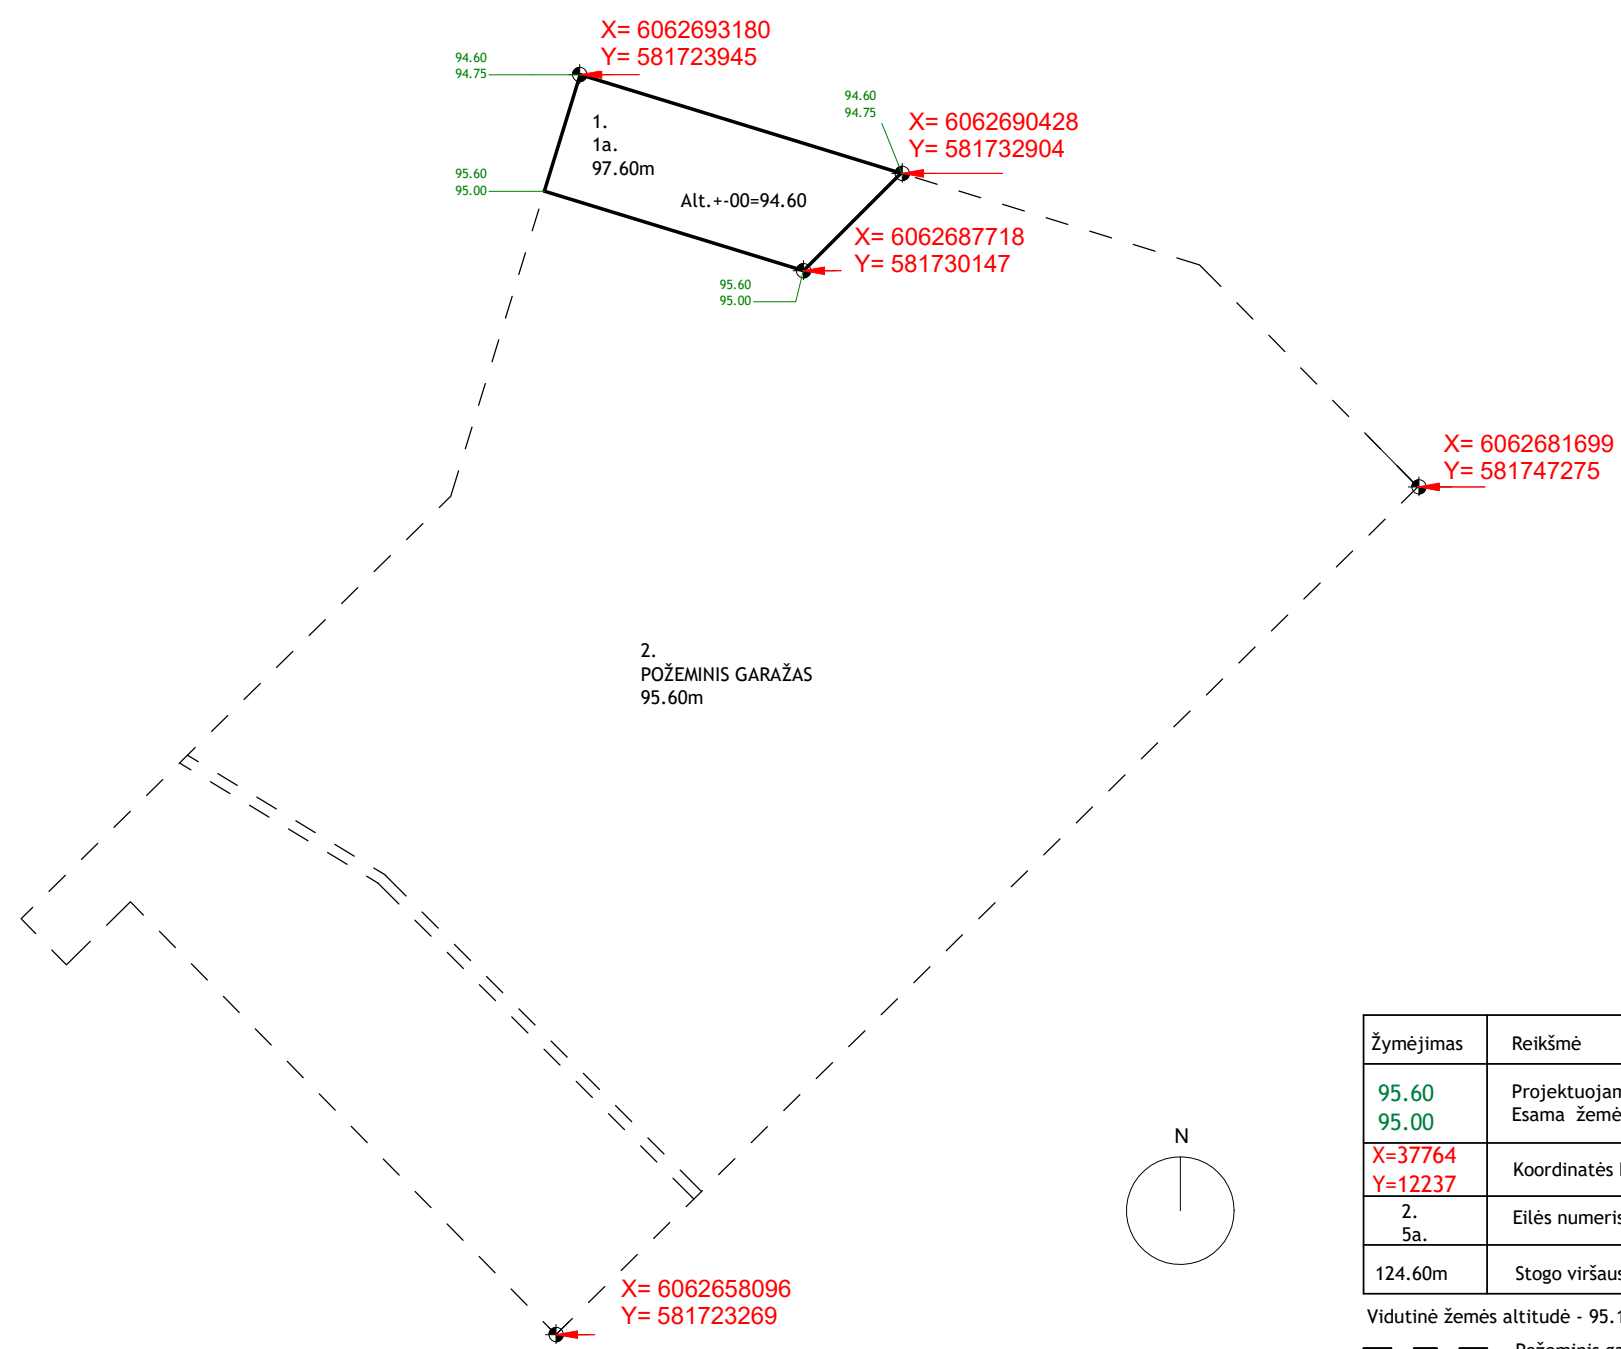 X= 6062693180
Y= 581723945
94.60
94.75
94.60
94.75
X= 6062690428
Y= 581732904
1.
1a.
97.60m
95.60
95.00
Alt.+-00=94.60
X= 6062687718
Y= 581730147
95.60
95.00
X= 6062681699
Y= 581747275
2.
POŽEMINIS GARAŽAS
95.60m
Žymėjimas Reikšmė
95.60
95.00
Esama
X=37764
Y=12237
Koordinatės
2.
5a.
Eilės numeris
124.60m Stogo
Vidutinė žemės altitudė -
N
X= 6062658096
Y= 581723269